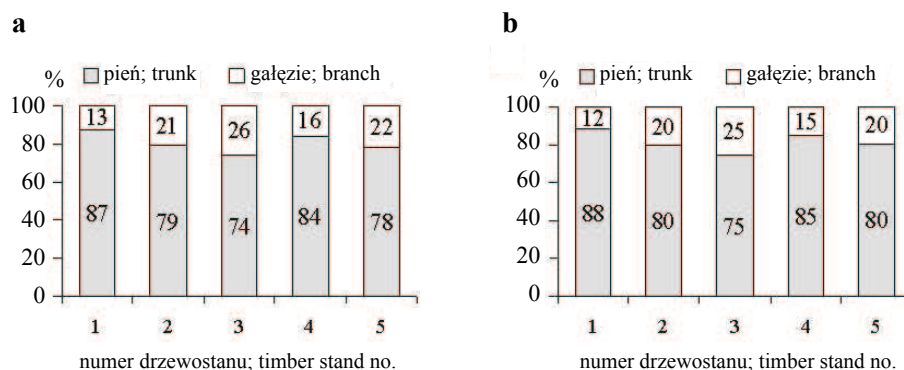 a
pień; trunk gałęzie; branch
%
100
80
60
40
20
0
13 21 26 16 22
87 79 74 84 78
1 2 3 4 5
numer drzewostanu; timber stand no.
b
pień; trunk gałęzie; branch
%
100
80
60
40
20
0
12 20 25 15 20
88 80 75 85 80
1 2 3 4 5
numer drzewostanu; timber stand no.